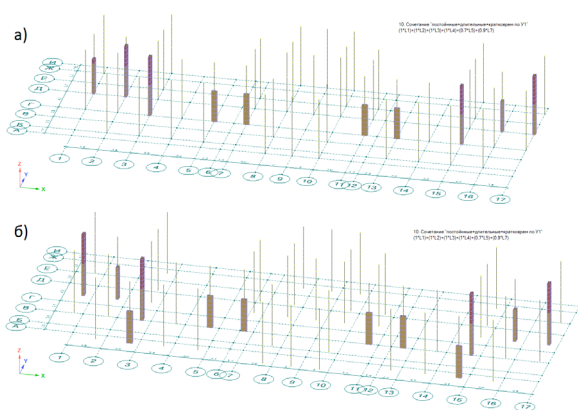 а)
10. Сочетание 'постоянные+длительные+кратковрем по У1'
(1*L1)+(1*L2)+(1*L3)+(1*L4)+(0.7*L5)+(0.9*L7)
И
Ж
Е
Д
Г
В
Б
А
1 2 3 4 5 6 7 8 9 10 11 12 13 14 15 16 17
Z
Y
X
б)
10. Сочетание 'постоянные+длительные+кратковрем по У1'
(1*L1)+(1*L2)+(1*L3)+(1*L4)+(0.7*L5)+(0.9*L7)
И
Ж
Е
Д
Г
В
Б
А
1 2 3 4 5 6 7 8 9 10 11 12 13 14 15 16 17
Z
Y
X